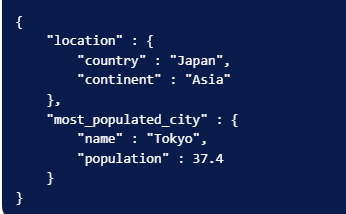 {
    "location" : {
        "country" : "Japan",
        "continent" : "Asia"
    },
    "most_populated_city" : {
        "name" : "Tokyo",
        "population" : 37.4
    }
}